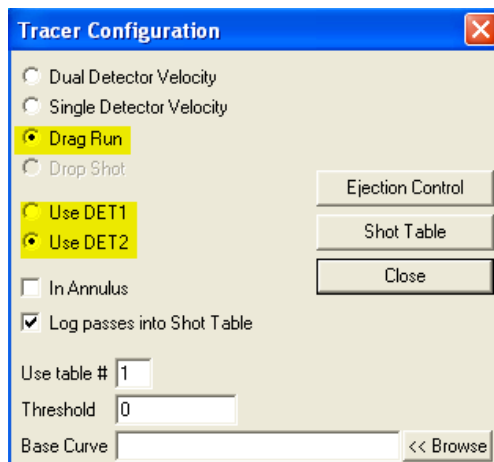 Tracer Configuration
Dual Detector Velocity
Single Detector Velocity
Drag Run
Drop Shot
Ejection Control
Use DET1
Shot Table
Use DET2
Close
In Annulus
Log passes into Shot Table
Use table # 1
Threshold 0
Base Curve << Browse